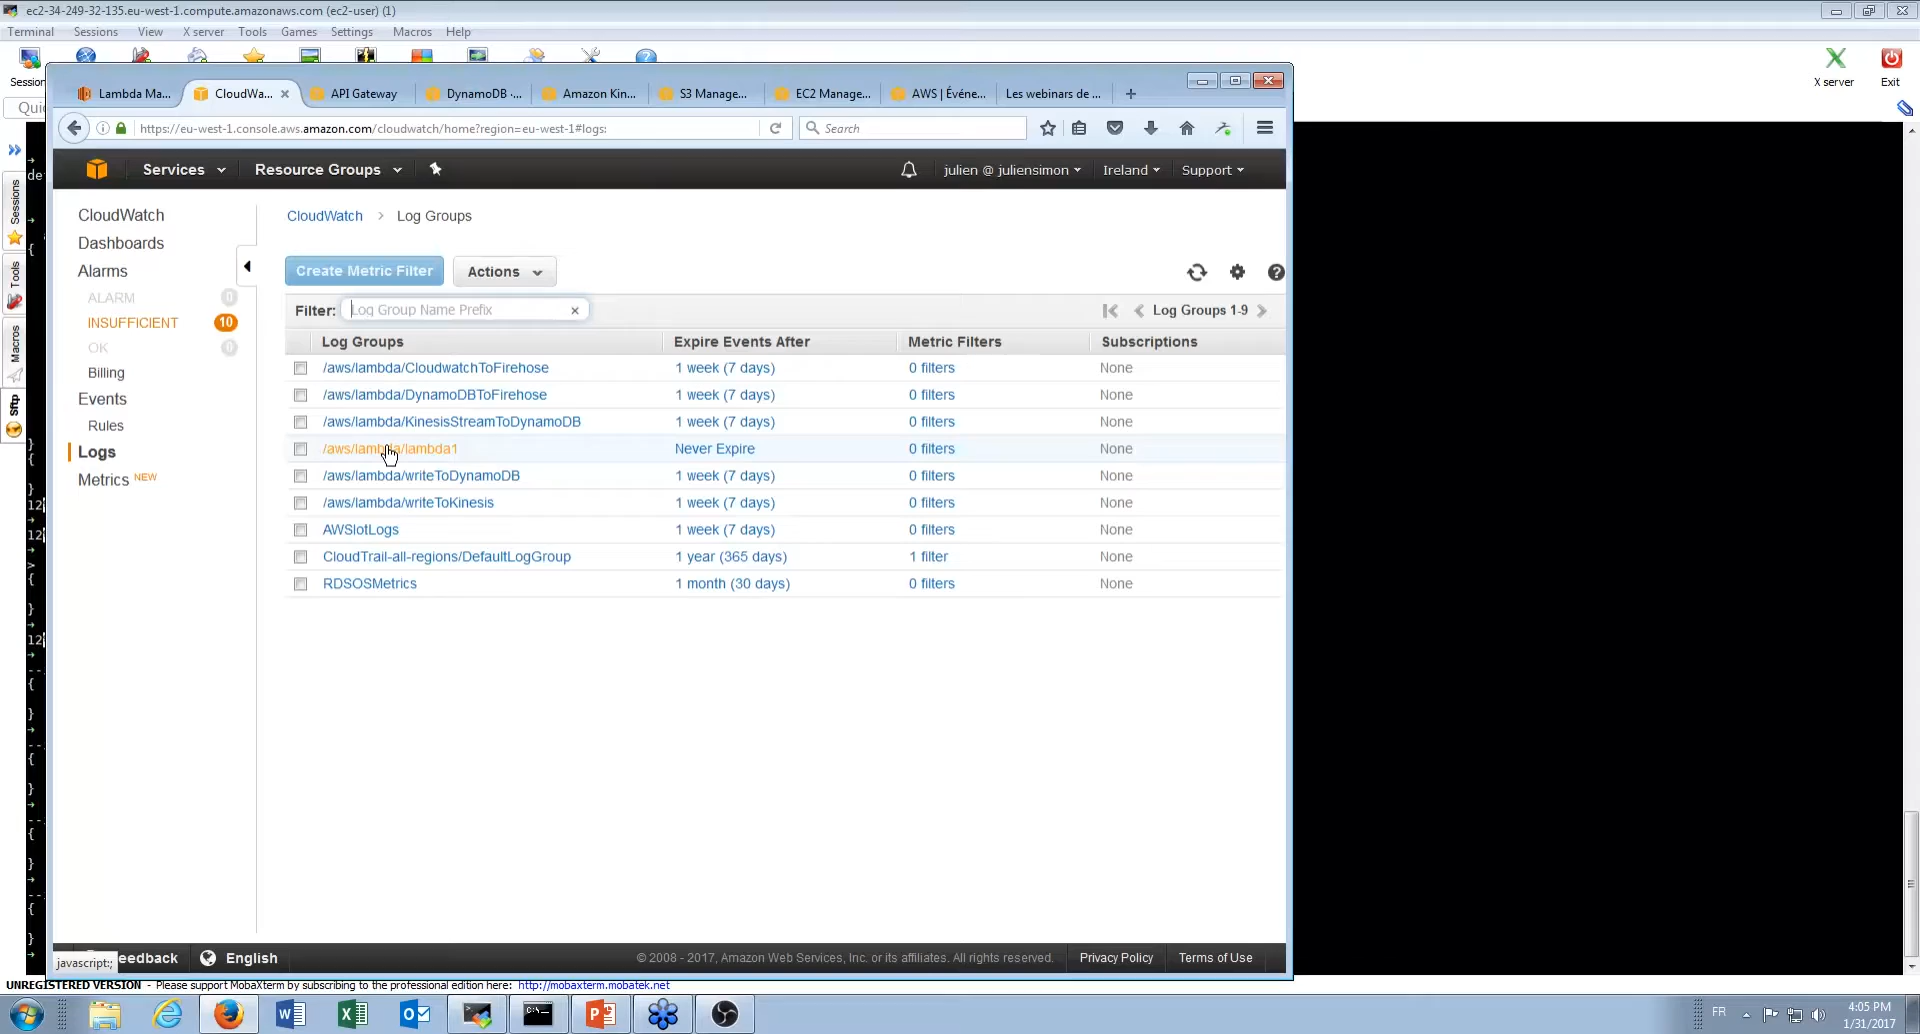 ec2-34-249-32-135.eu-west-1.compute.amazonaws.com (ec2-user) (1)
Terminal Sessions View X server Tools Games Settings Macros Help
Session X server Exit
Quic
Lambda Ma... CloudWa... API Gateway DynamoDB ·... Amazon Kin... S3 Manage... EC2 Manage... AWS | Événe... Les webinars de ...
https://eu-west-1.console.aws.amazon.com/cloudwatch/home?region=eu-west-1#logs: Search
Services Resource Groups julien @ juliensimon Ireland Support
Sessions
Tools
Macros
Sftp
de
{
}
{
}
12
12
>
{
}
12
{
}
{
}
{
}
{
}
CloudWatch
Dashboards
Alarms
ALARM 0
INSUFFICIENT 10
OK 0
Billing
Events
Rules
Logs
Metrics NEW
CloudWatch > Log Groups
Create Metric Filter Actions
Filter: Log Group Name Prefix × Log Groups 1-9
Log Groups Expire Events After Metric Filters Subscriptions
/aws/lambda/CloudwatchToFirehose 1 week (7 days) 0 filters None
/aws/lambda/DynamoDBToFirehose 1 week (7 days) 0 filters None
/aws/lambda/KinesisStreamToDynamoDB 1 week (7 days) 0 filters None
/aws/lambda/lambda1 Never Expire 0 filters None
/aws/lambda/writeToDynamoDB 1 week (7 days) 0 filters None
/aws/lambda/writeToKinesis 1 week (7 days) 0 filters None
AWSIotLogs 1 week (7 days) 0 filters None
CloudTrail-all-regions/DefaultLogGroup 1 year (365 days) 1 filter None
RDSOSMetrics 1 month (30 days) 0 filters None
javascript:; eedback English © 2008 - 2017, Amazon Web Services, Inc. or its affiliates. All rights reserved. Privacy Policy Terms of Use
UNREGISTERED VERSION - Please support MobaXterm by subscribing to the professional edition here: http://mobaxterm.mobatek.net
FR 4:05 PM
1/31/2017